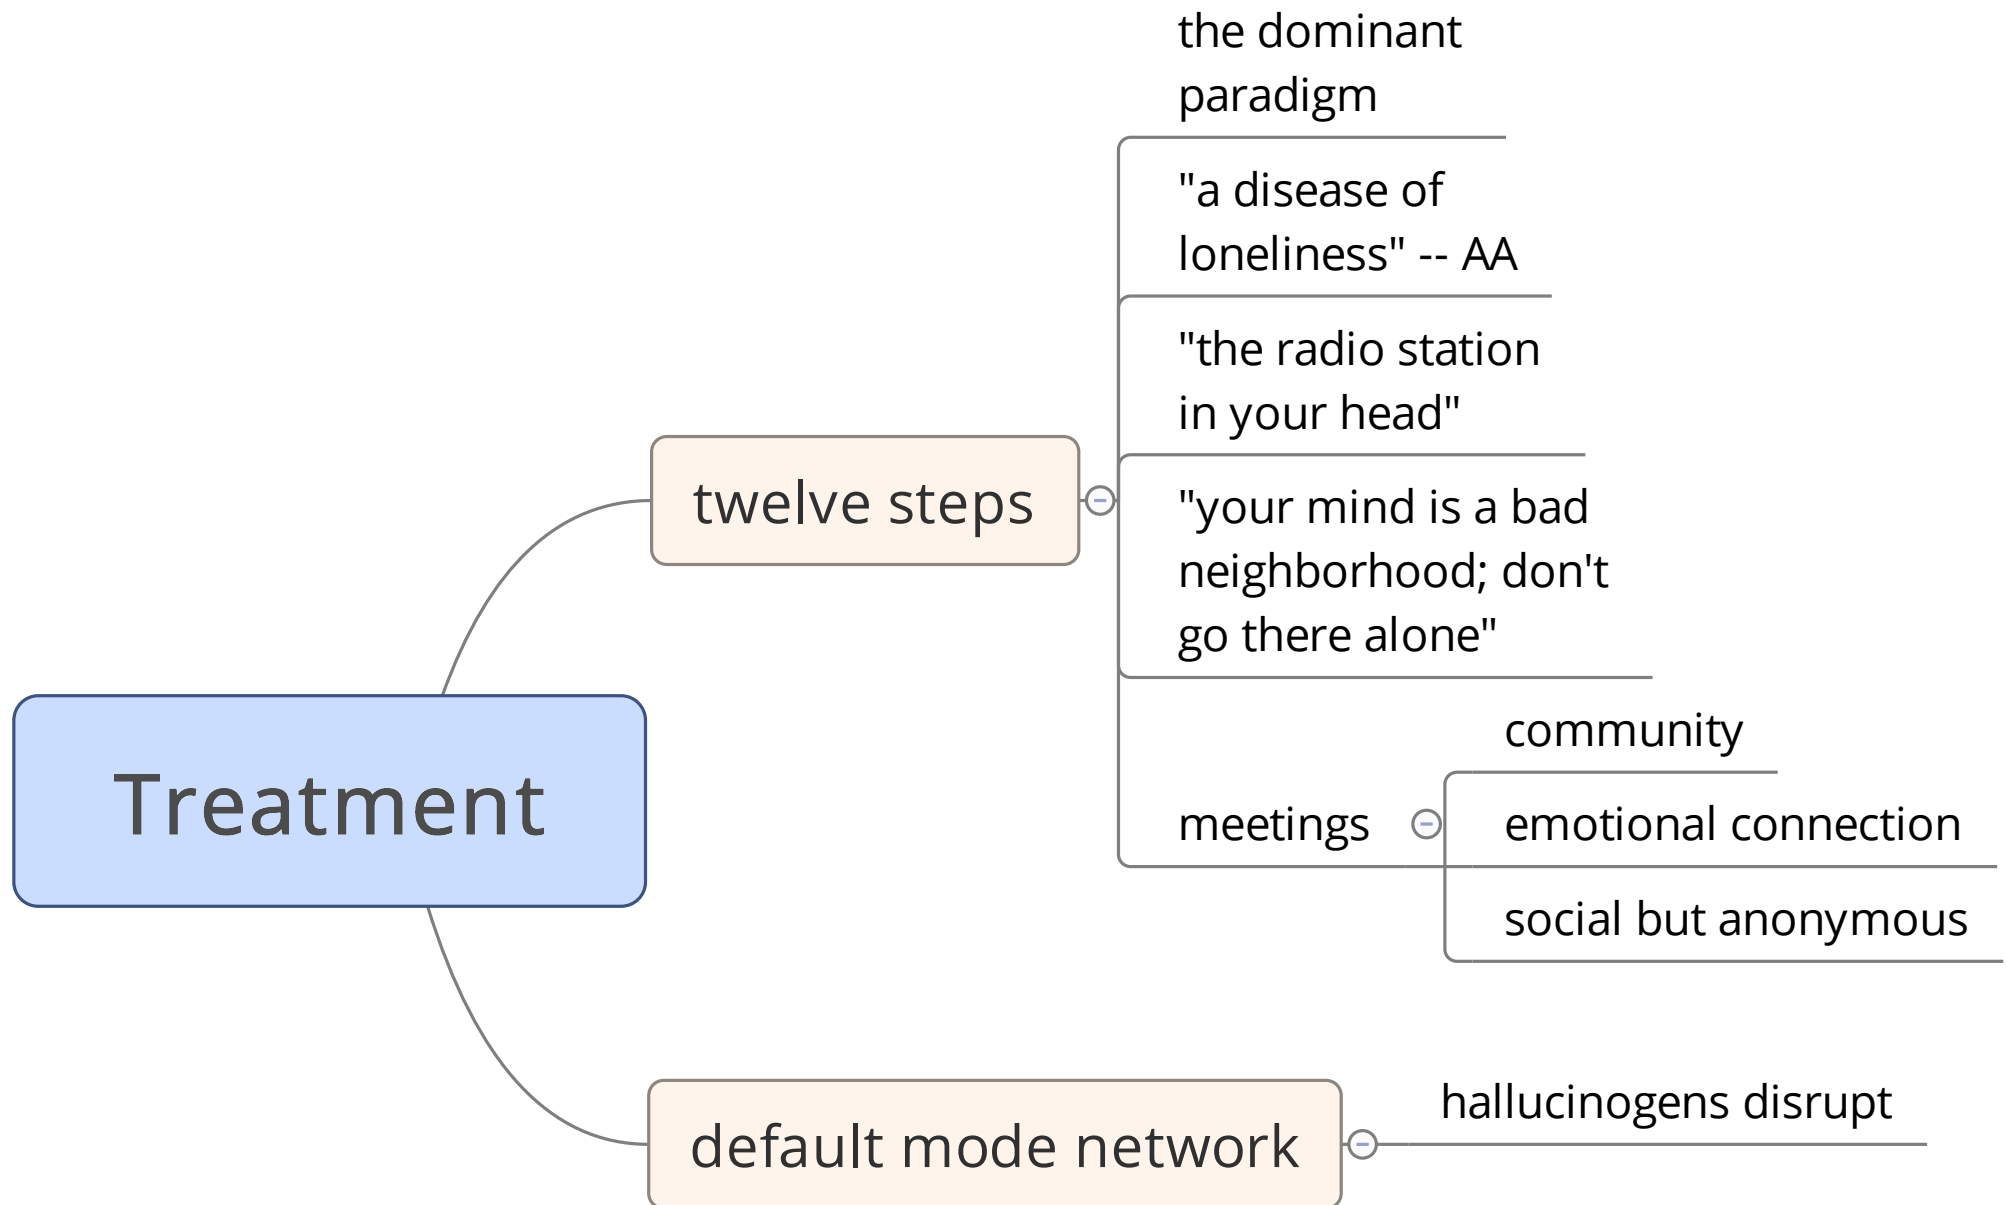 Treatment
twelve steps
the dominant
paradigm
"a disease of
loneliness" -- AA
"the radio station
in your head"
"your mind is a bad
neighborhood; don't
go there alone"
meetings
community
emotional connection
social but anonymous
default mode network
hallucinogens disrupt